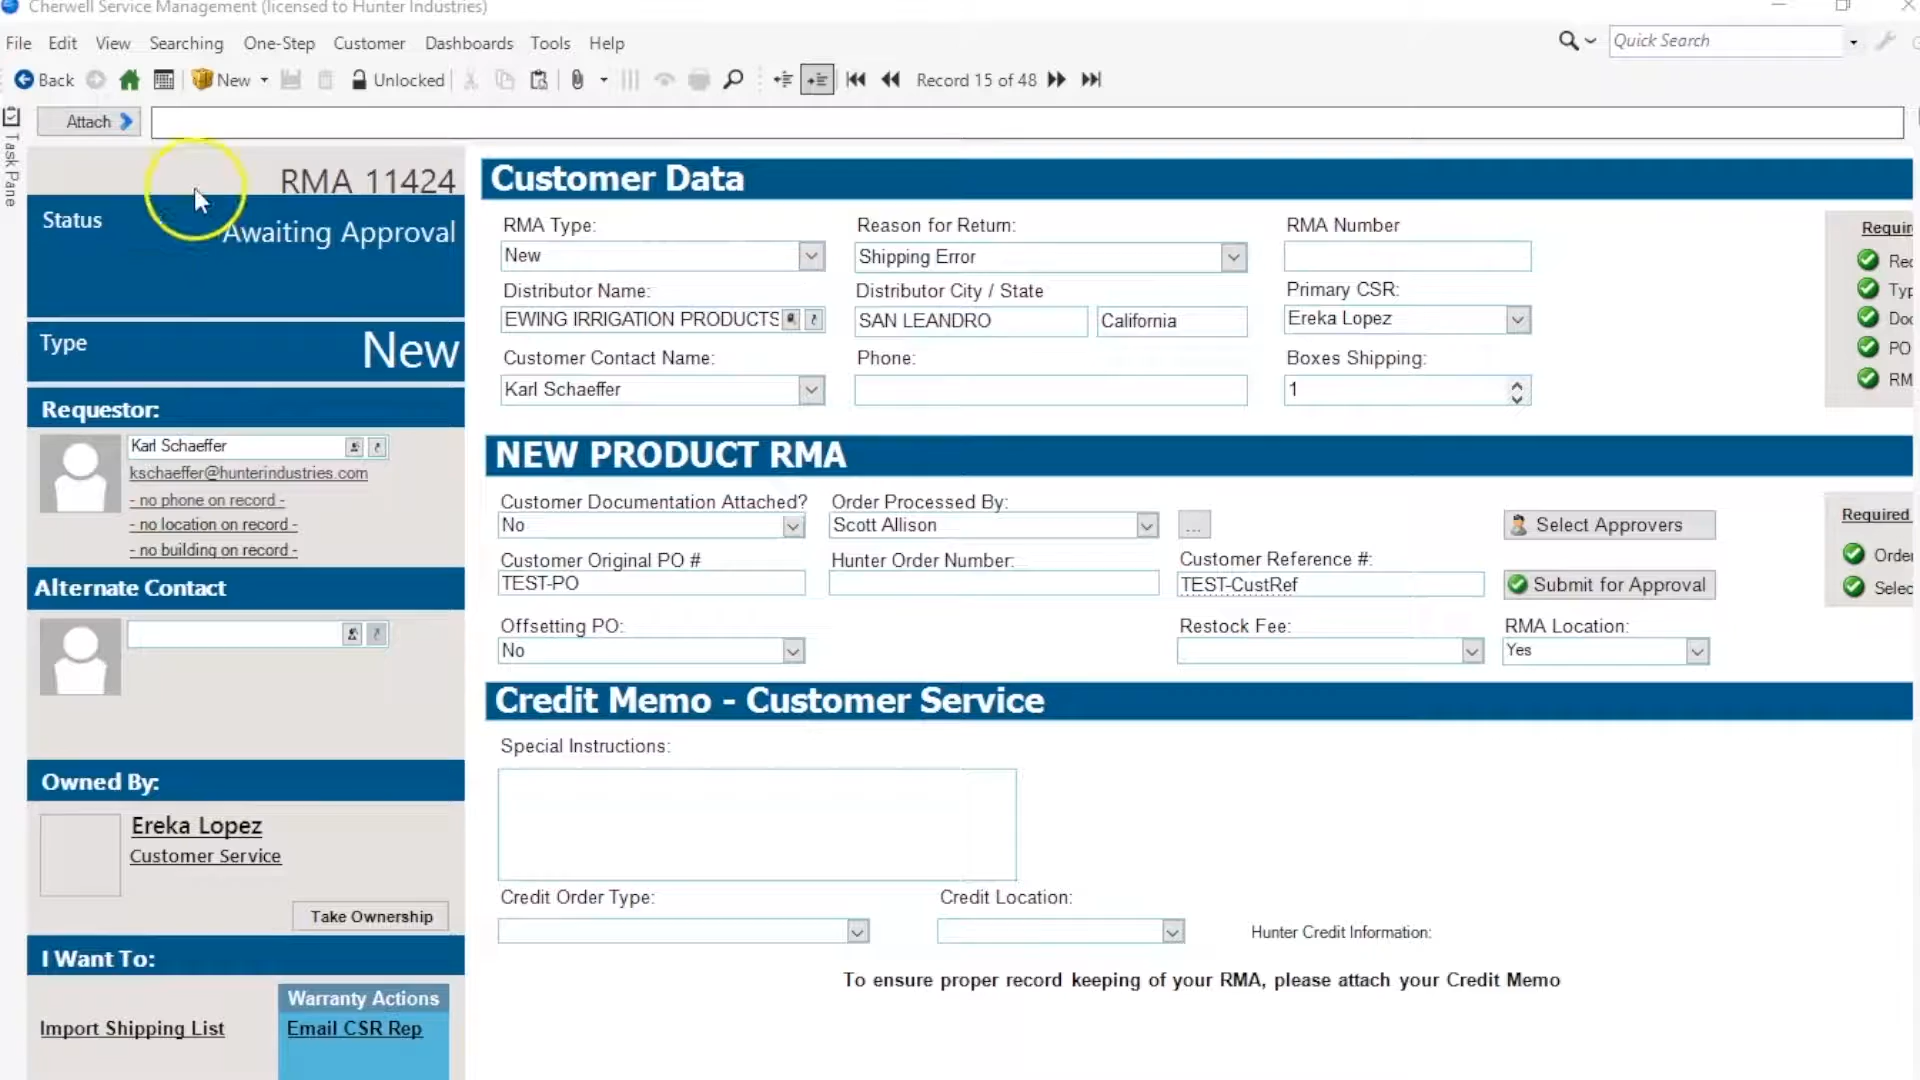 Cherwell Service Management (licensed to Hunter Industries)
File Edit View Searching One-Step Customer Dashboards Tools Help
Quick Search
Back New Unlocked Record 15 of 48
Attach
Task Pane
RMA 11424
Status
Awaiting Approval
Type
New
Requestor:
Karl Schaeffer
kschaeffer@hunterindustries.com
- no phone on record -
- no location on record -
- no building on record -
Alternate Contact
Owned By:
Ereka Lopez
Customer Service
Take Ownership
I Want To:
Import Shipping List
Warranty Actions
Email CSR Rep
Customer Data
RMA Type: Reason for Return: RMA Number
New Shipping Error
Distributor Name: Distributor City / State Primary CSR:
EWING IRRIGATION PRODUCTS SAN LEANDRO California Ereka Lopez
Customer Contact Name: Phone: Boxes Shipping:
Karl Schaeffer 1
NEW PRODUCT RMA
Customer Documentation Attached? Order Processed By:
No Scott Allison ... Select Approvers
Customer Original PO # Hunter Order Number: Customer Reference #:
TEST-PO TEST-CustRef Submit for Approval
Offsetting PO: Restock Fee: RMA Location:
No Yes
Credit Memo - Customer Service
Special Instructions:
Credit Order Type: Credit Location:
Hunter Credit Information:
To ensure proper record keeping of your RMA, please attach your Credit Memo
PO
RM
Required